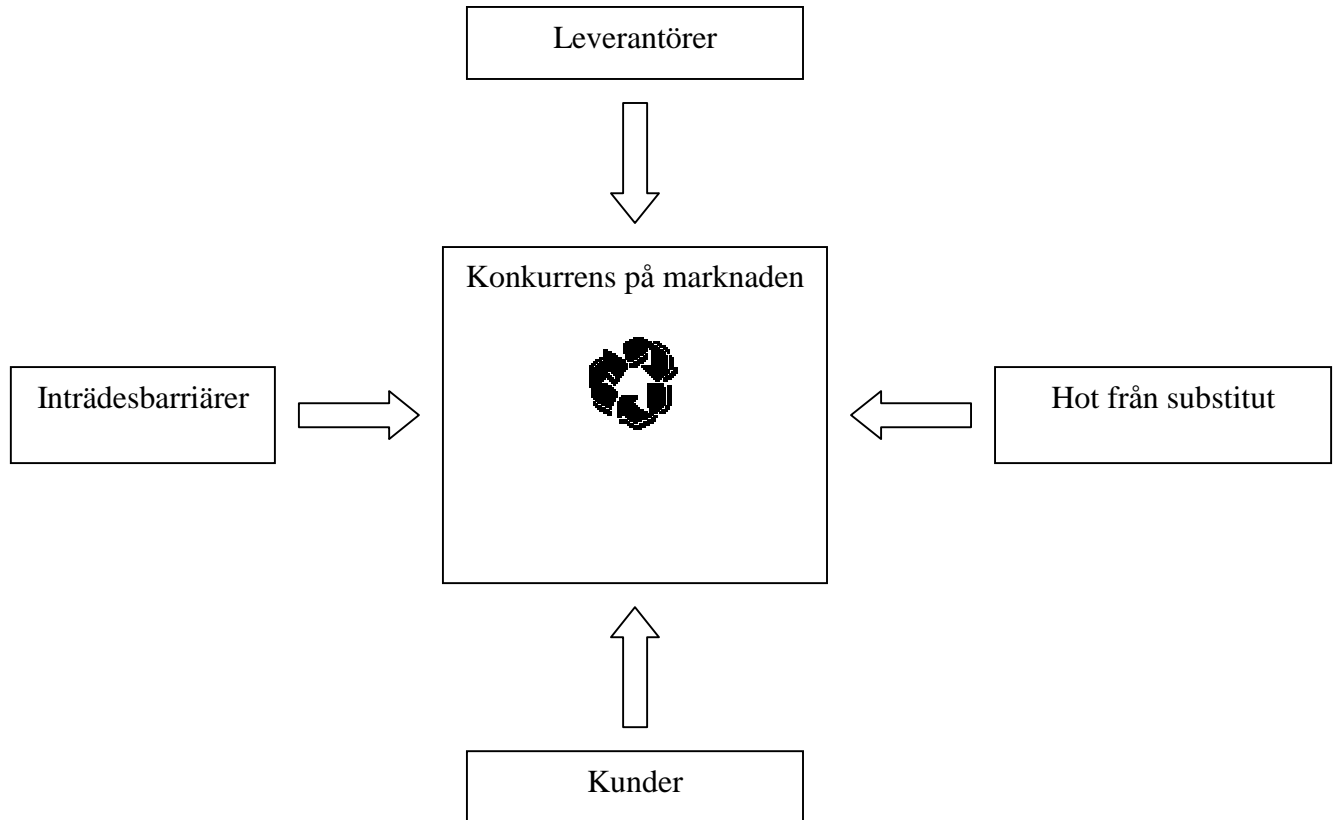 Leverantörer
Konkurrens på marknaden
Inträdesbarriärer
Hot från substitut
Kunder